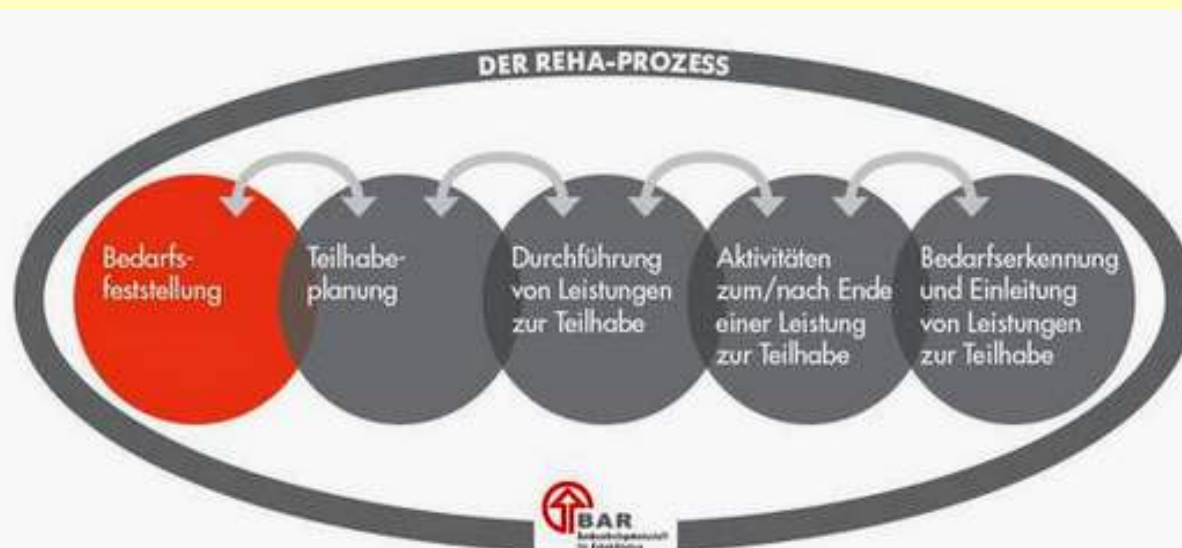 DER REHA-PROZESS
Bedarfs-
feststellung
Teilhabe-
planung
Durchführung
von Leistungen
zur Teilhabe
Aktivitäten
zum/nach Ende
einer Leistung
zur Teilhabe
Bedarfserkennung
und Einleitung
von Leistungen
zur Teilhabe
BAR